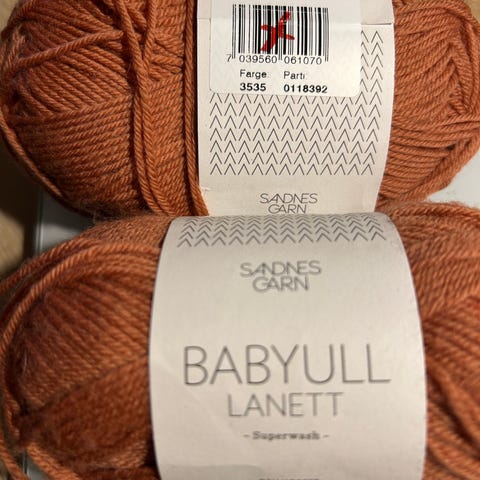 7 039560 061070
Farge: Parti:
3535 0118392
SANDNES
GARN
SANDNES
GARN
BABYULL
LANETT
- Superwash -